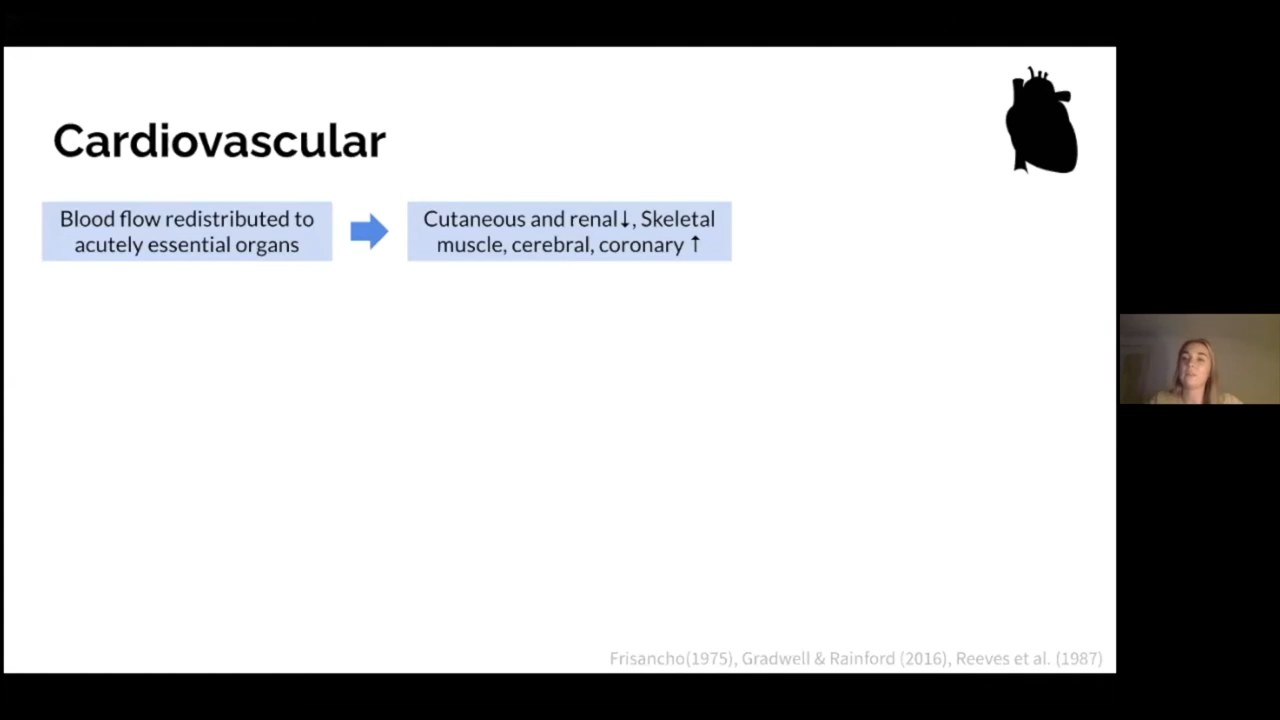 Cardiovascular
Blood flow redistributed to
acutely essential organs
Cutaneous and renal↓, Skeletal
muscle, cerebral, coronary ↑
Frisancho(1975), Gradwell & Rainford (2016), Reeves et al. (1987)